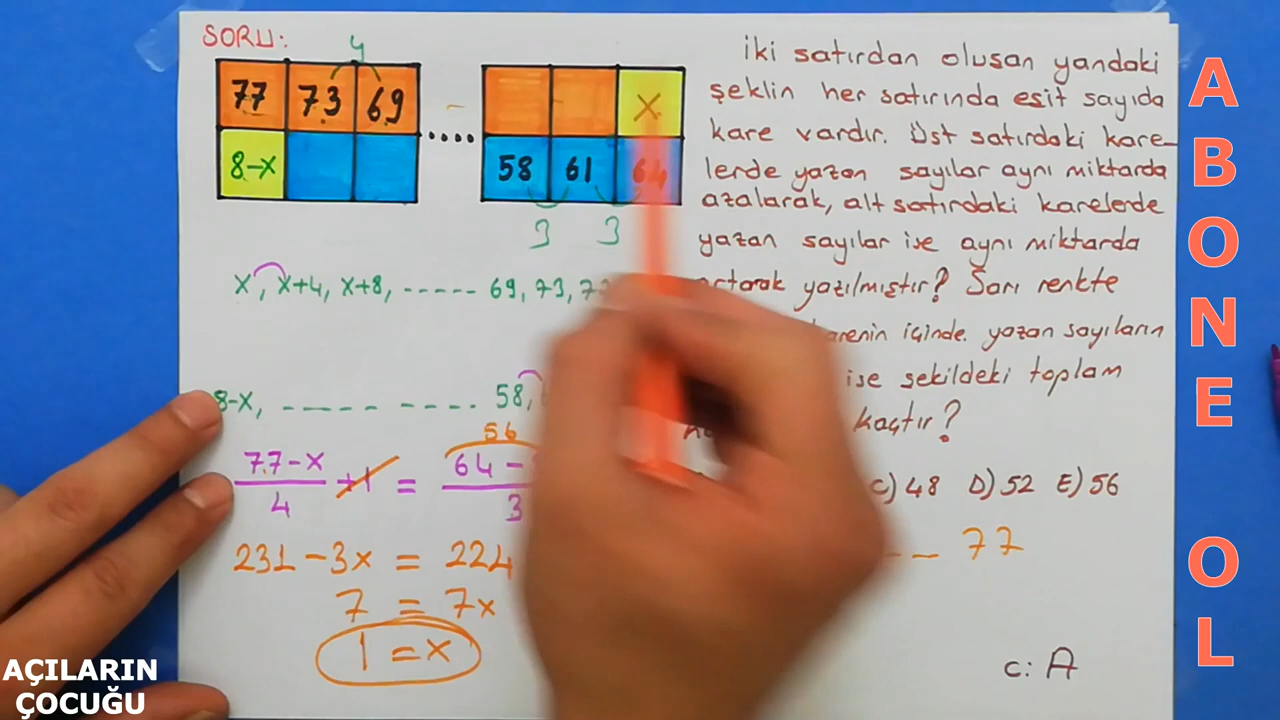 SORU:
4
77 73 69 X
8-X 58 61 64
3 3
İki satırdan oluşan yandaki
şeklin her satırında eşit sayıda
kare vardır. Üst satırdaki kare-
lerde yazan sayılar aynı miktarda
azalarak, alt satırdaki karelerde
yazan sayılar ise aynı miktarda
yazılmıştır? Sarı renkte
içinde yazan sayıların
ise şekildeki toplam
kaçtır?
C) 48 D) 52 E) 56
x, x+4, x+8, ------ 69, 73,
8-x, ---- ---- 58,
56
77-x +1 = 64-
4 3
231-3x = 224
7 = 7x
1 = x
77
C: A
ABONE
OL
AÇILARIN
ÇOCUĞU